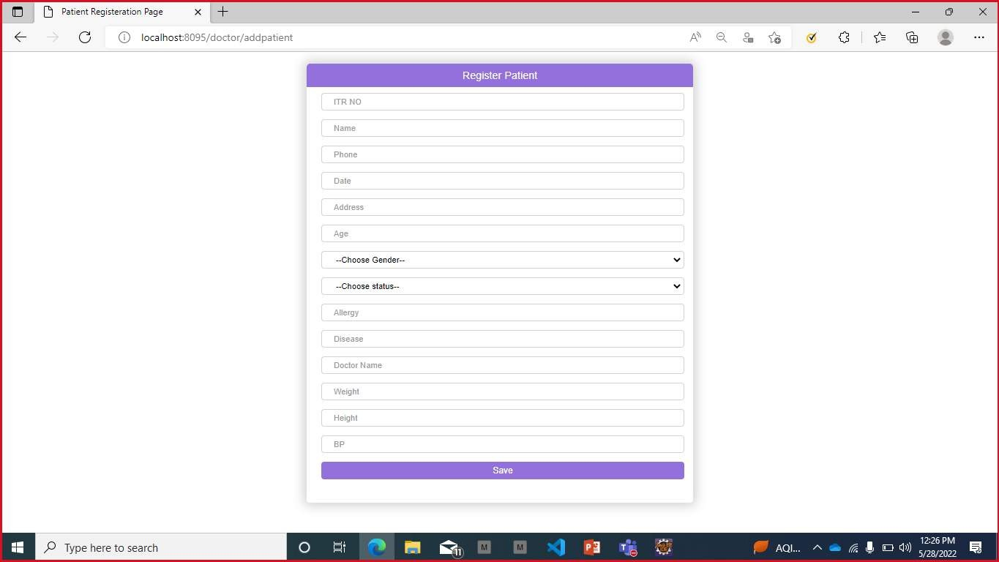 Patient Registeration Page
localhost:8095/doctor/addpatient
Register Patient
ITR NO
Name
Phone
Date
Address
Age
--Choose Gender--
--Choose status--
Allergy
Disease
Doctor Name
Weight
Height
BP
Save
Type here to search
11
M
M
AQI...
12:26 PM
5/28/2022